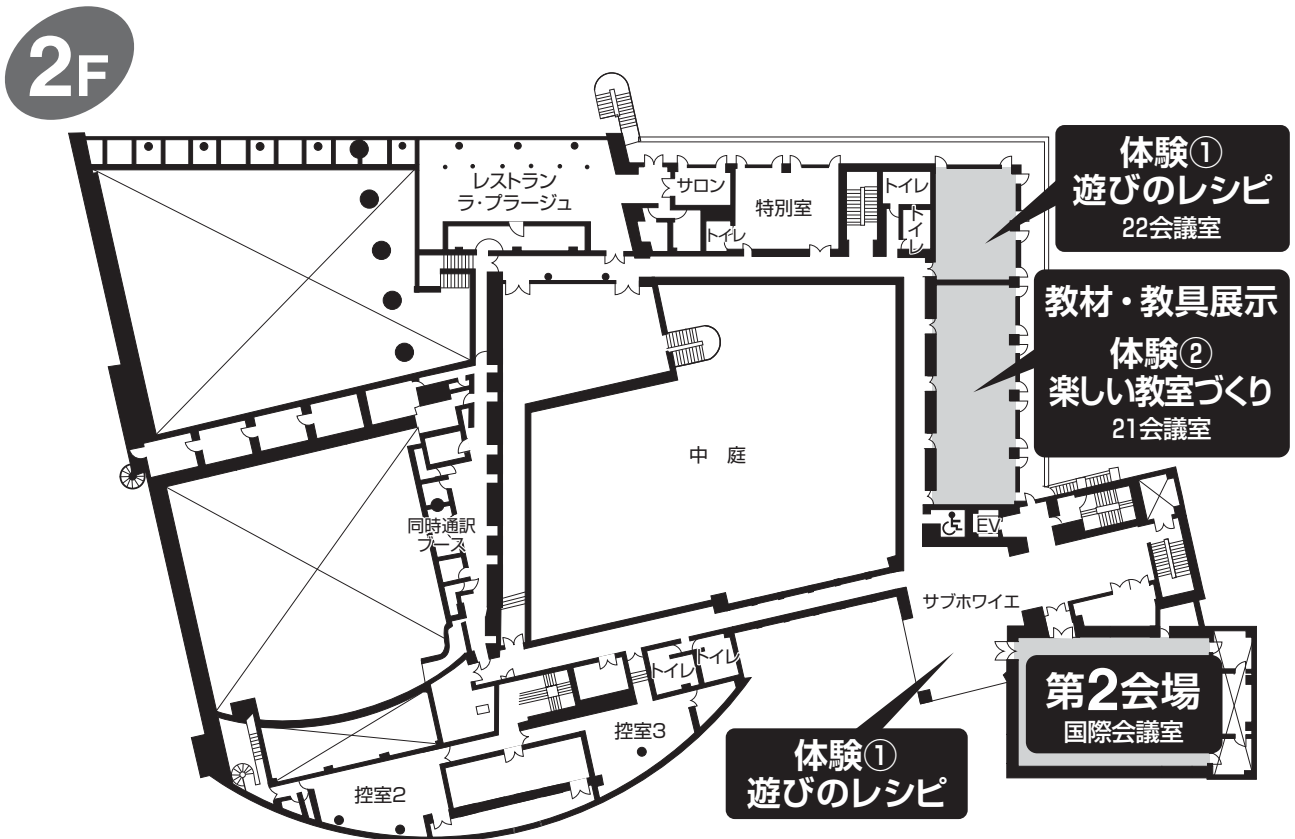 2F
体験①
遊びのレシピ
22会議室
レストラン
ラ・プラージュ
サロン
特別室
トイレ
トイレ
トイレ
教材・教具展示
体験②
楽しい教室づくり
21会議室
中 庭
同時通訳
ブース
EV
サブホワイエ
トイレ
トイレ
第2会場
国際会議室
控室3
体験①
遊びのレシピ
控室2